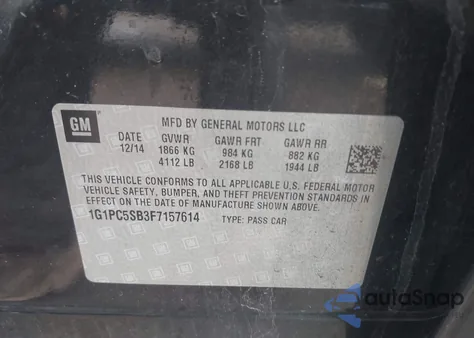 GM
MFD BY GENERAL MOTORS LLC
12/14 GVWR GAWR FRT GAWR RR
1866 KG 984 KG 882 KG
4112 LB 2168 LB 1944 LB
THIS VEHICLE CONFORMS TO ALL APPLICABLE U.S. FEDERAL MOTOR
VEHICLE SAFETY, BUMPER, AND THEFT PREVENTION STANDARDS IN
EFFECT ON THE DATE OF MANUFACTURE SHOWN ABOVE.
1G1PC5SB3F7157614 TYPE: PASS CAR
autoSnap